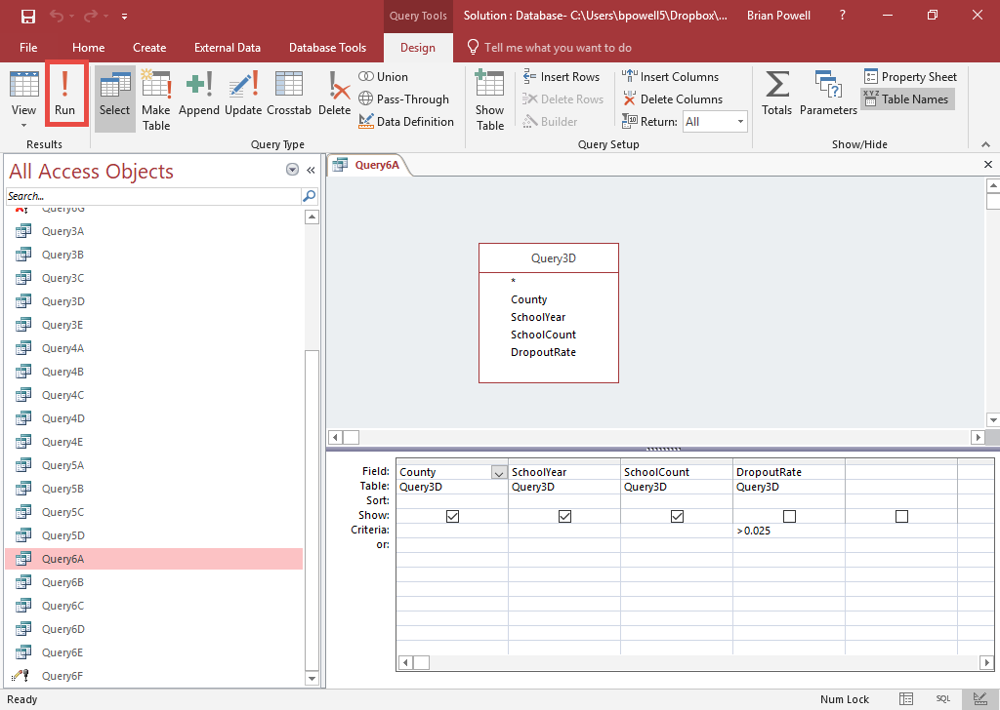 Query Tools
Solution : Database- C:\Users\bpowell5\Dropbox\...
Brian Powell
?
File
Home
Create
External Data
Database Tools
Design
Tell me what you want to do
View
Run
Select
Make Table
Append
Update
Crosstab
Delete
Union
Pass-Through
Data Definition
Show Table
Insert Rows
Delete Rows
Builder
Insert Columns
Delete Columns
Return: All
Totals
Parameters
Property Sheet
Table Names
Results
Query Type
Query Setup
Show/Hide
All Access Objects
Search...
Query6G
Query3A
Query3B
Query3C
Query3D
Query3E
Query4A
Query4B
Query4C
Query4D
Query4E
Query5A
Query5B
Query5C
Query5D
Query6A
Query6B
Query6C
Query6D
Query6E
Query6F
Query6A
Query3D
*
County
SchoolYear
SchoolCount
DropoutRate
Field: County SchoolYear SchoolCount DropoutRate
Table: Query3D Query3D Query3D Query3D
Sort:
Show:
Criteria: >0.025
or:
Ready
Num Lock
SQL